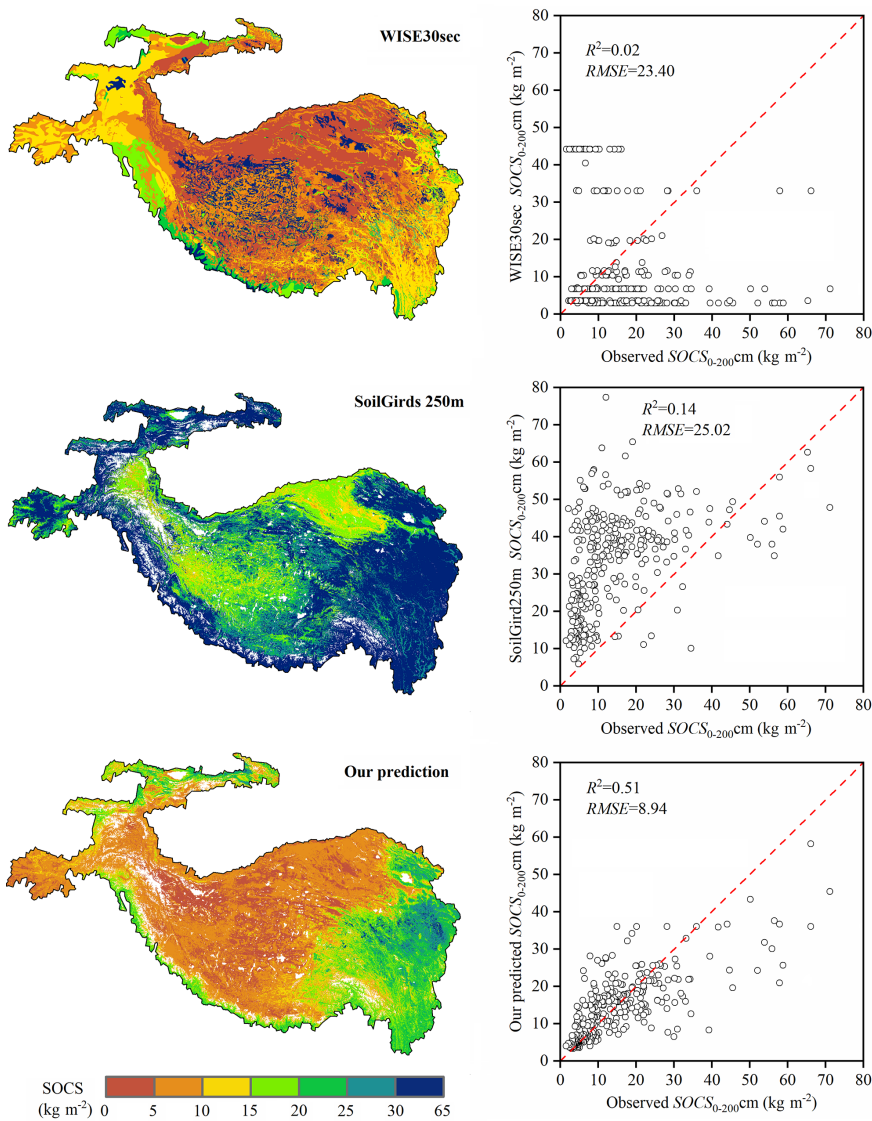 WISE30sec
80
70
60
50
40
30
20
10
0
WISE30sec SOCS0-200cm (kg m-2)
R2=0.02
RMSE=23.40
0 10 20 30 40 50 60 70 80
Observed SOCS0-200cm (kg m-2)
SoilGirds 250m
80
70
60
50
40
30
20
10
0
SoilGird250m SOCS0-200cm (kg m-2)
R2=0.14
RMSE=25.02
0 10 20 30 40 50 60 70 80
Observed SOCS0-200cm (kg m-2)
Our prediction
80
70
60
50
40
30
20
10
0
Our predicted SOCS0-200cm (kg m-2)
R2=0.51
RMSE=8.94
0 10 20 30 40 50 60 70 80
Observed SOCS0-200cm (kg m-2)
SOCS
(kg m-2)
0 5 10 15 20 25 30 65